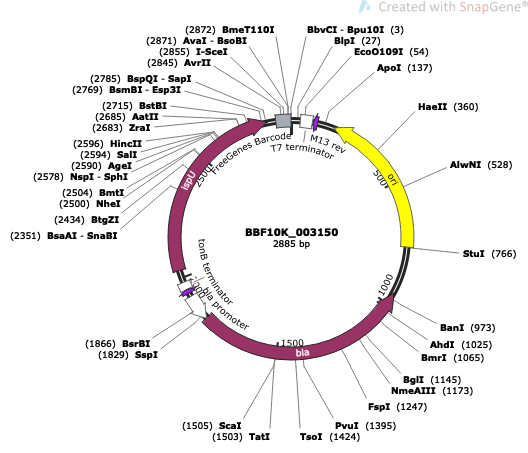 Created with SnapGene®
(2872) BmeT110I
(2871) AvaI - BsoBI
(2855) I-SceI
(2845) AvrII
(2785) BspQI - SapI
(2769) BsmBI - Esp3I
(2715) BstBI
(2685) AatII
(2683) ZraI
(2596) HincII
(2594) SalI
(2590) AgeI
(2578) NspI - SphI
(2504) BmtI
(2500) NheI
(2434) BtgZI
(2351) BsaAI - SnaBI
BbvCI - Bpu10I (3)
BlpI (27)
EcoO109I (54)
ApoI (137)
HaeII (360)
AlwNI (528)
StuI (766)
BanI (973)
AhdI (1025)
BmrI (1065)
BglI (1145)
NmeAIII (1173)
FspI (1247)
PvuI (1395)
TsoI (1424)
(1503) TatI
(1505) ScaI
(1829) SspI
(1866) BsrBI
FreeGenes Barcode
M13 rev
T7 terminator
ori
500
1000
1500
2500
ispU
tonB terminator
bla promoter
bla
BBF10K_003150
2885 bp